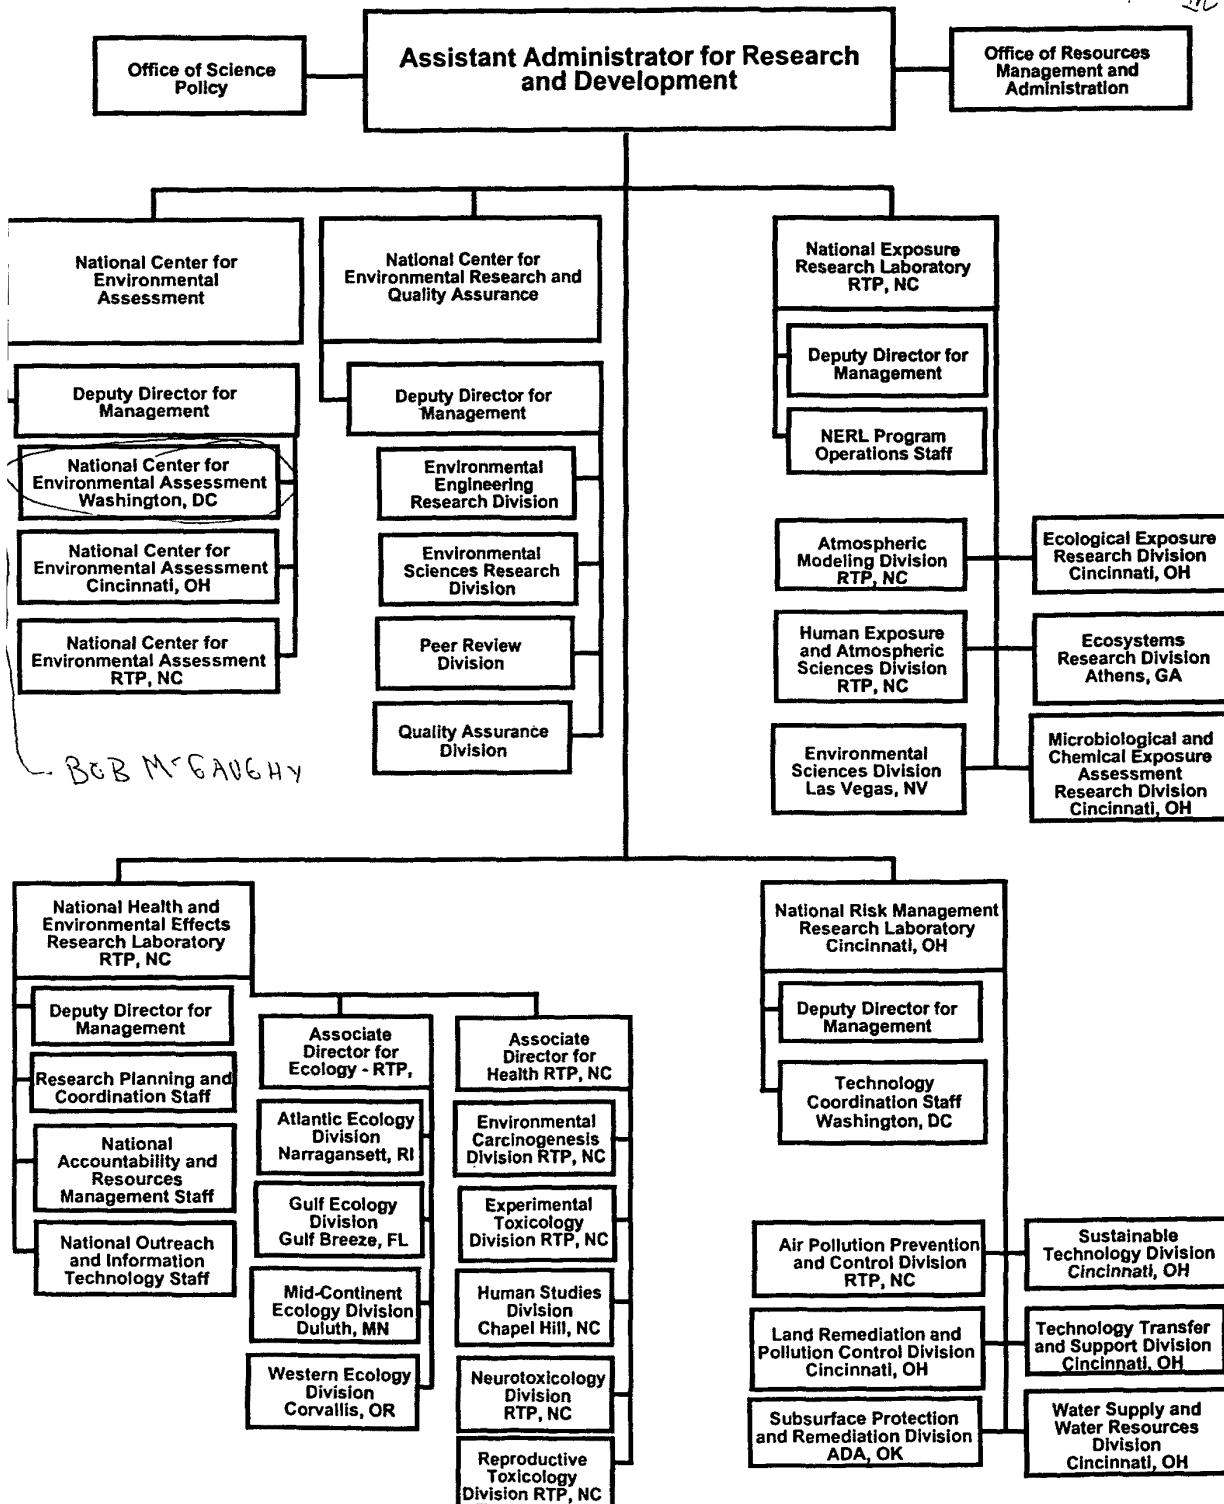 Assistant Administrator for Research
and Development
Office of Science
Policy
Office of Resources
Management and
Administration
National Center for
Environmental
Assessment
Deputy Director for
Management
National Center for
Environmental Assessment
Washington, DC
National Center for
Environmental Assessment
Cincinnati, OH
National Center for
Environmental Assessment
RTP, NC
BOB McGAUGHY
National Center for
Environmental Research and
Quality Assurance
Deputy Director for
Management
Environmental
Engineering
Research Division
Environmental
Sciences Research
Division
Peer Review
Division
Quality Assurance
Division
National Exposure
Research Laboratory
RTP, NC
Deputy Director for
Management
NERL Program
Operations Staff
Atmospheric
Modeling Division
RTP, NC
Human Exposure
and Atmospheric
Sciences Division
RTP, NC
Environmental
Sciences Division
Las Vegas, NV
Ecological Exposure
Research Division
Cincinnati, OH
Ecosystems
Research Division
Athens, GA
Microbiological and
Chemical Exposure
Assessment
Research Division
Cincinnati, OH
National Health and
Environmental Effects
Research Laboratory
RTP, NC
Deputy Director for
Management
Research Planning and
Coordination Staff
National
Accountability and
Resources
Management Staff
National Outreach
and Information
Technology Staff
Associate
Director for
Ecology - RTP,
Atlantic Ecology
Division
Narragansett, RI
Gulf Ecology
Division
Gulf Breeze, FL
Mid-Continent
Ecology Division
Duluth, MN
Western Ecology
Division
Corvallis, OR
Associate
Director for
Health RTP, NC
Environmental
Carcinogenesis
Division RTP, NC
Experimental
Toxicology
Division RTP, NC
Human Studies
Division
Chapel Hill, NC
Neurotoxicology
Division
RTP, NC
Reproductive
Toxicology
Division RTP, NC
National Risk Management
Research Laboratory
Cincinnati, OH
Deputy Director for
Management
Technology
Coordination Staff
Washington, DC
Air Pollution Prevention
and Control Division
RTP, NC
Land Remediation and
Pollution Control Division
Cincinnati, OH
Subsurface Protection
and Remediation Division
ADA, OK
Sustainable
Technology Division
Cincinnati, OH
Technology Transfer
and Support Division
Cincinnati, OH
Water Supply and
Water Resources
Division
Cincinnati, OH